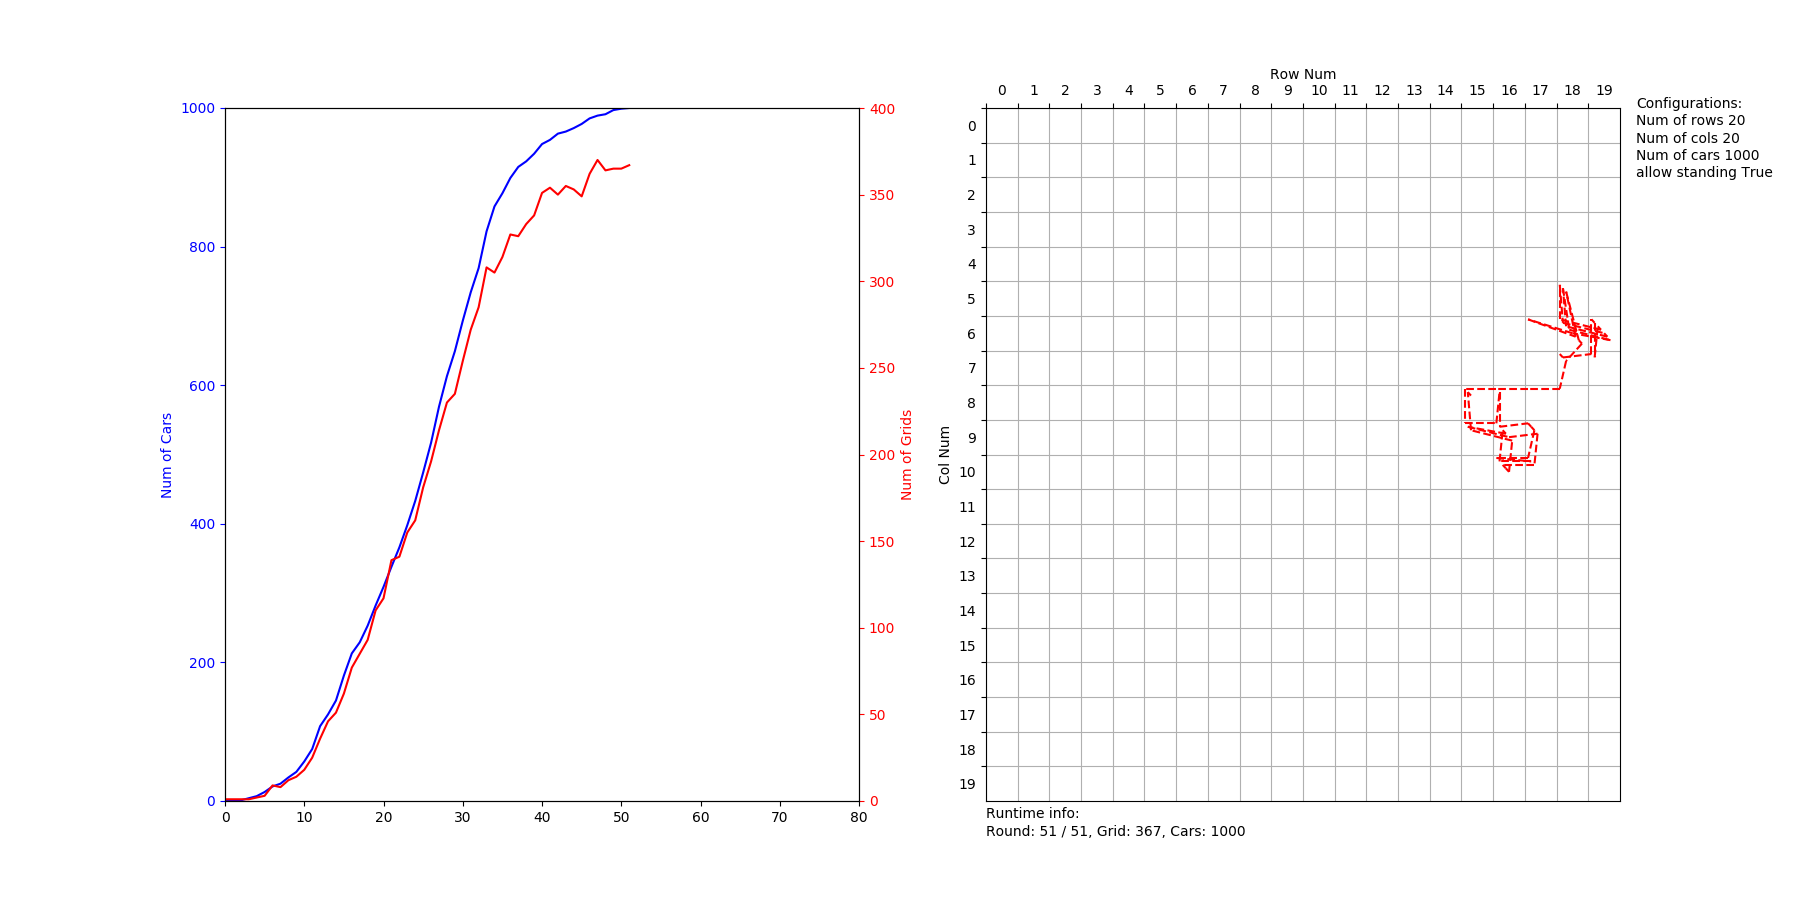 1000
800
600
400
200
0
Num of Cars
0 10 20 30 40 50 60 70 80
400
350
300
250
200
150
100
50
0
Num of Grids
Row Num
0 1 2 3 4 5 6 7 8 9 10 11 12 13 14 15 16 17 18 19
Col Num
0
1
2
3
4
5
6
7
8
9
10
11
12
13
14
15
16
17
18
19
Configurations:
Num of rows 20
Num of cols 20
Num of cars 1000
allow standing True
Runtime info:
Round: 51 / 51, Grid: 367, Cars: 1000